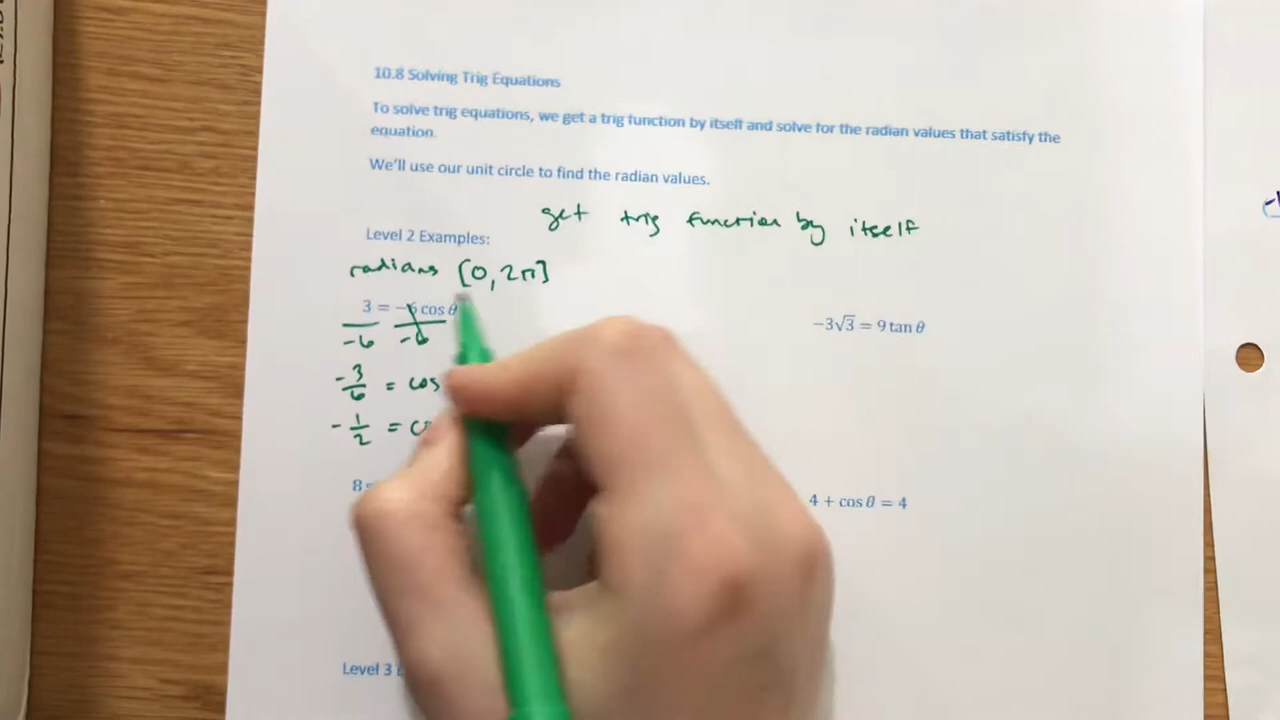 10.8 Solving Trig Equations
To solve trig equations, we get a trig function by itself and solve for the radian values that satisfy the
equation.
We'll use our unit circle to find the radian values.
get trig function by itself
Level 2 Examples:
radians [0, 2π]
3 = −6 cos θ
−6 −6
-3√3 = 9 tan θ
-3/6 = cos
-1/2 =
8
4 + cos θ = 4
Level 3